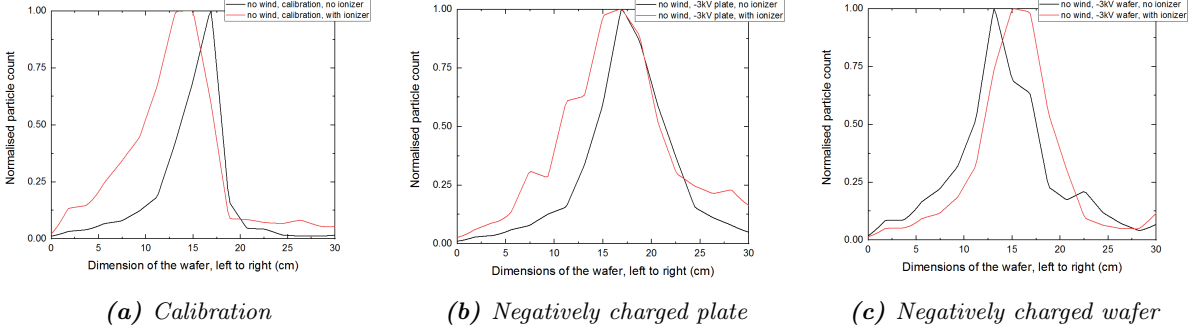 no wind, calibration, no ionizer
no wind, calibration, with ionizer
Normalised particle count
1.00
0.75
0.50
0.25
0.00
0 5 10 15 20 25 30
Dimension of the wafer, left to right (cm)
(a) Calibration
no wind, -3kV plate, no ionizer
no wind, -3kV plate, with ionizer
Normalised particle count
1.00
0.75
0.50
0.25
0.00
0 5 10 15 20 25 30
Dimensions of the wafer, left to right (cm)
(b) Negatively charged plate
no wind, -3kV wafer, no ionizer
no wind, -3kV wafer, with ionizer
Normalised particle count
1.00
0.75
0.50
0.25
0.00
0 5 10 15 20 25 30
Dimensions of the wafer, left to right (cm)
(c) Negatively charged wafer